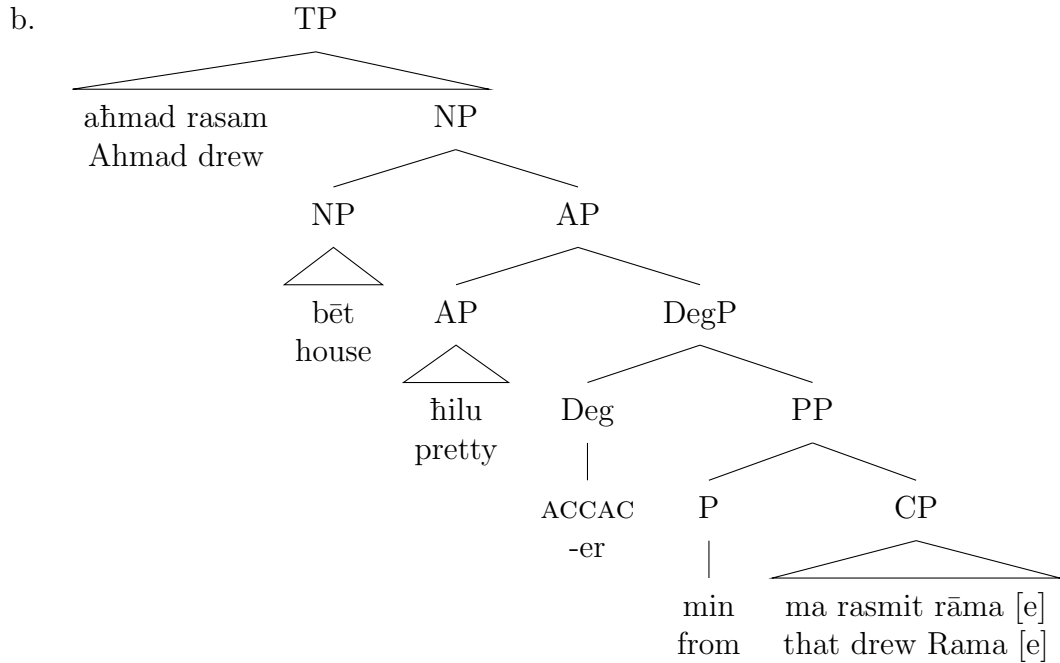 b.
TP
aħmad rasam NP
Ahmad drew
NP AP
bēt AP DegP
house
ħilu Deg PP
pretty
ACCAC P CP
-er
min ma rasmit rāma [e]
from that drew Rama [e]